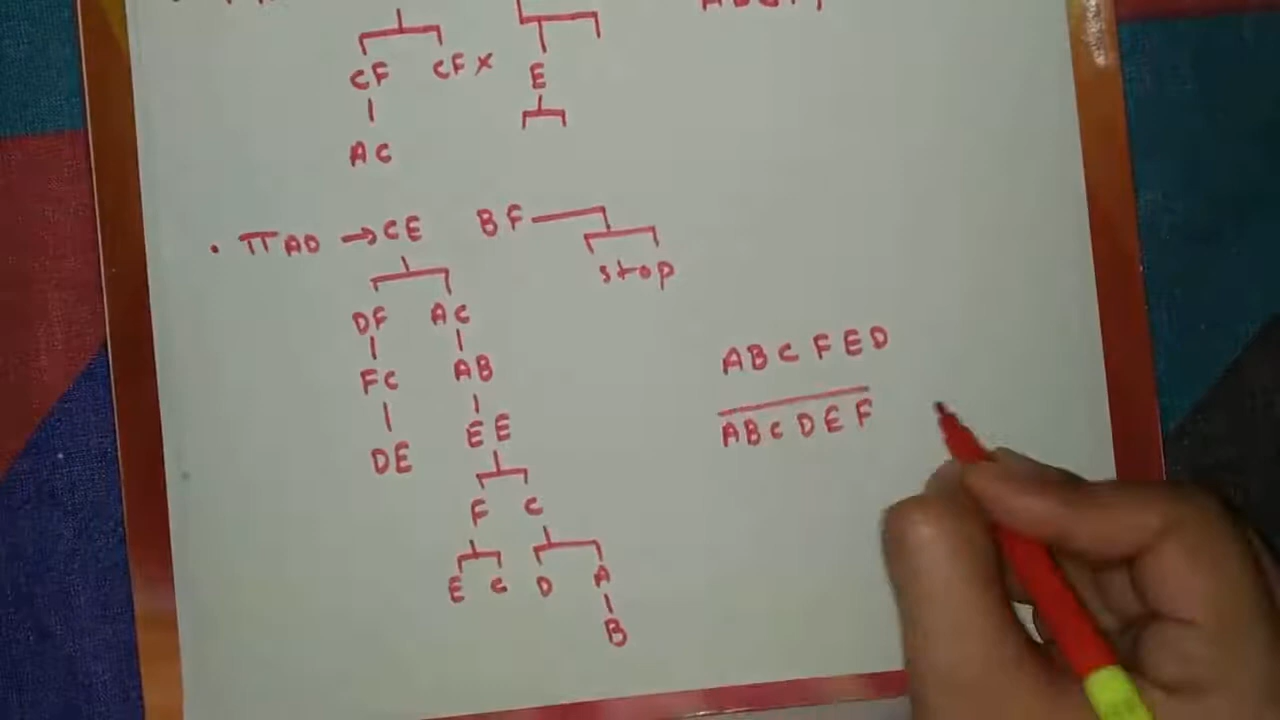 CF CF x E
AC
• πAD → CE BF
stop
DF AC
FC AB
DE EE
F C
E C D A
B
ABCFED
ABCDEF